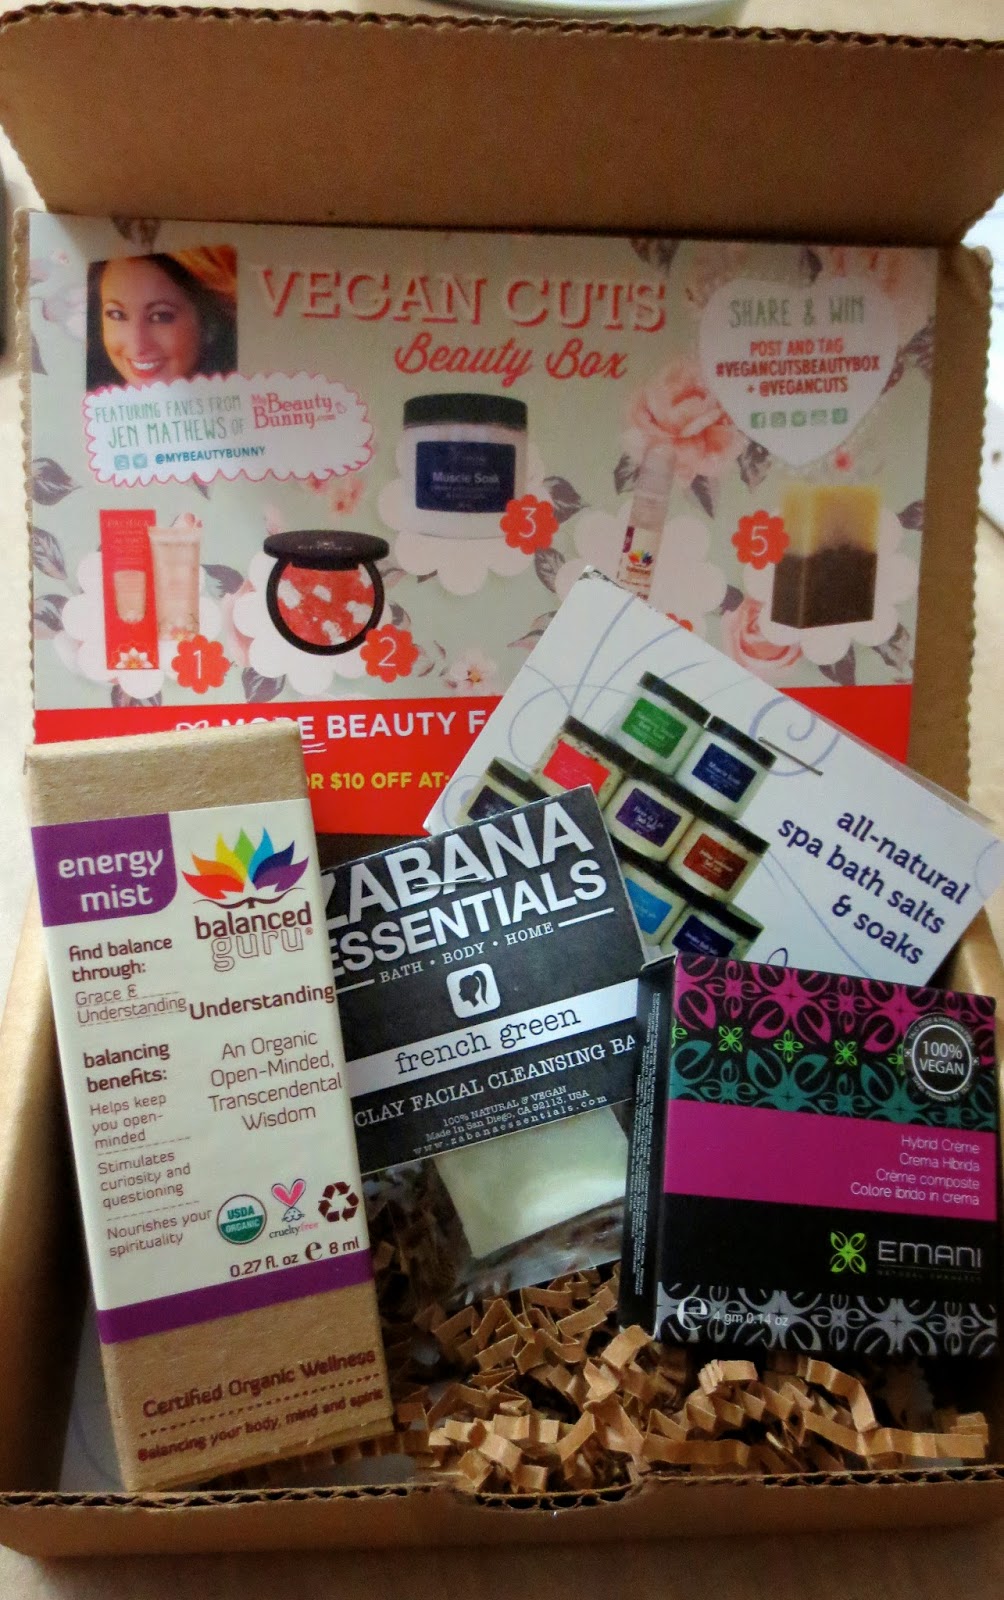 VEGAN CUTS
Beauty Box
SHARE & WIN
POST AND TAG
#VEGANCUTSBEAUTYBOX
+ @VEGANCUTS
FEATURING FAVES FROM
JEN MATHEWS OF
My Beauty
Bunny.com
@MYBEAUTYBUNNY
Muscle Soak
1
2
3
balanced
5
MORE BEAUTY F
R $10 OFF AT:
Muscle Soak
all-natural
spa bath salts
& soaks
energy
mist
balanced
guru®
find balance
through:
Grace &
Understanding
balancing
benefits:
Helps keep
you open-
minded
Stimulates
curiosity and
questioning
Nourishes your
spirituality
Understanding
An Organic
Open-Minded,
Transcendental
Wisdom
USDA
ORGANIC
crueltyfree
0.27 fl. oz e 8 ml
Certified Organic Wellness
Balancing your body, mind and spirit
ZABANA
ESSENTIALS
BATH • BODY • HOME
french green
CLAY FACIAL CLEANSING BA
100% NATURAL & VEGAN
Made In San Diego, CA 92113, USA
www.zabanaessentials.com
100%
VEGAN
Hybrid Crème
Crema Híbrida
Crème composite
Colore ibrido in crema
EMANI
e 4 gm 0.14 oz